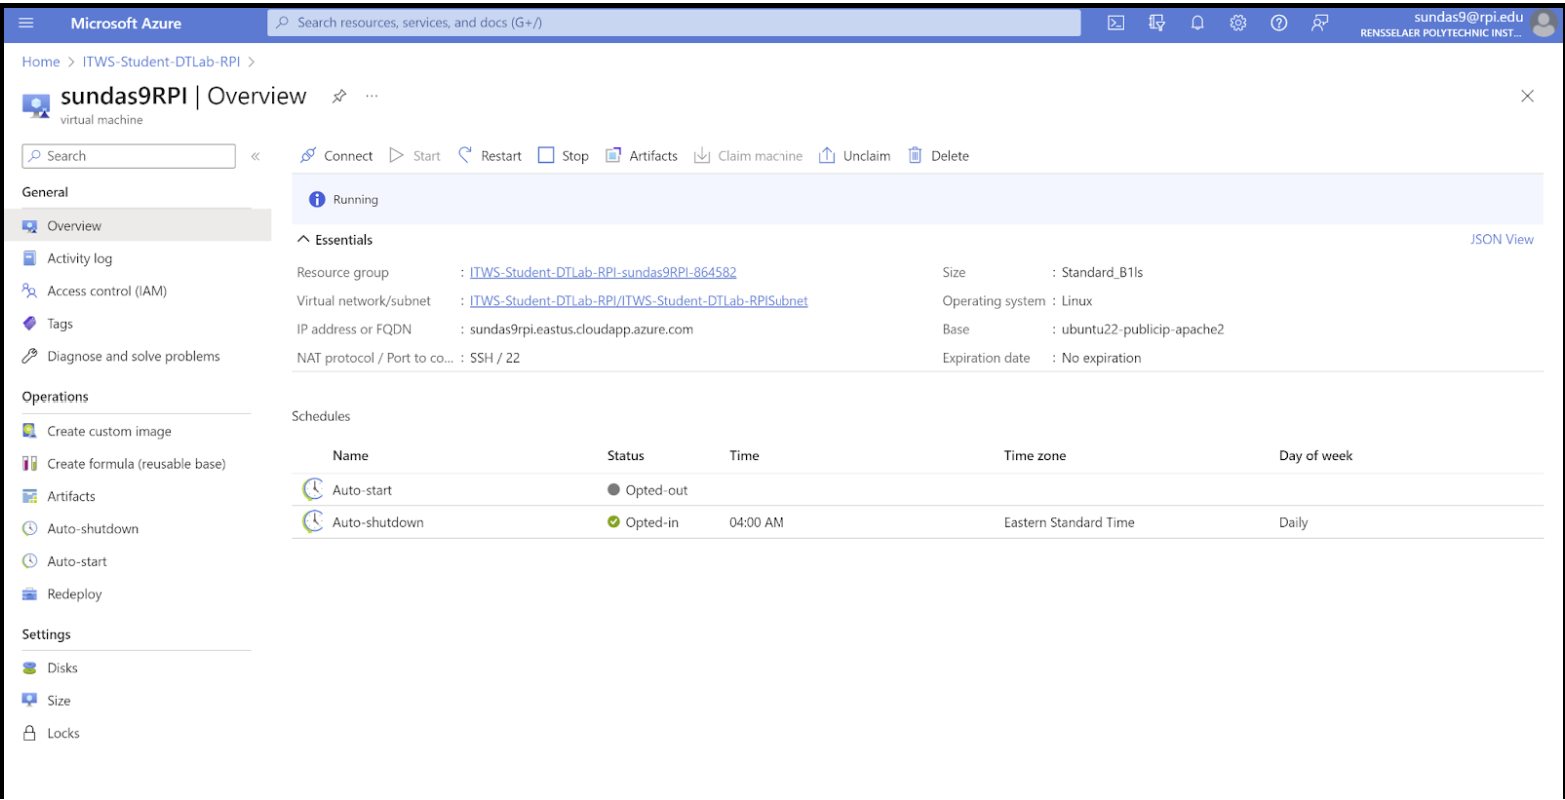 Microsoft Azure
Search resources, services, and docs (G+/)
sundas9@rpi.edu
RENSSELAER POLYTECHNIC INST...
Home > ITWS-Student-DTLab-RPI >
sundas9RPI | Overview ...
virtual machine
Search «
Connect Start Restart Stop Artifacts Claim machine Unclaim Delete
General
Overview
Activity log
Access control (IAM)
Tags
Diagnose and solve problems
Operations
Create custom image
Create formula (reusable base)
Artifacts
Auto-shutdown
Auto-start
Redeploy
Settings
Disks
Size
Locks
Running
Essentials
JSON View
Resource group : ITWS-Student-DTLab-RPI-sundas9RPI-864582
Virtual network/subnet : ITWS-Student-DTLab-RPI/ITWS-Student-DTLab-RPISubnet
IP address or FQDN : sundas9rpi.eastus.cloudapp.azure.com
NAT protocol / Port to co... : SSH / 22
Size : Standard_B1ls
Operating system : Linux
Base : ubuntu22-publicip-apache2
Expiration date : No expiration
Schedules
Name Status Time Time zone Day of week
Auto-start Opted-out
Auto-shutdown Opted-in 04:00 AM Eastern Standard Time Daily